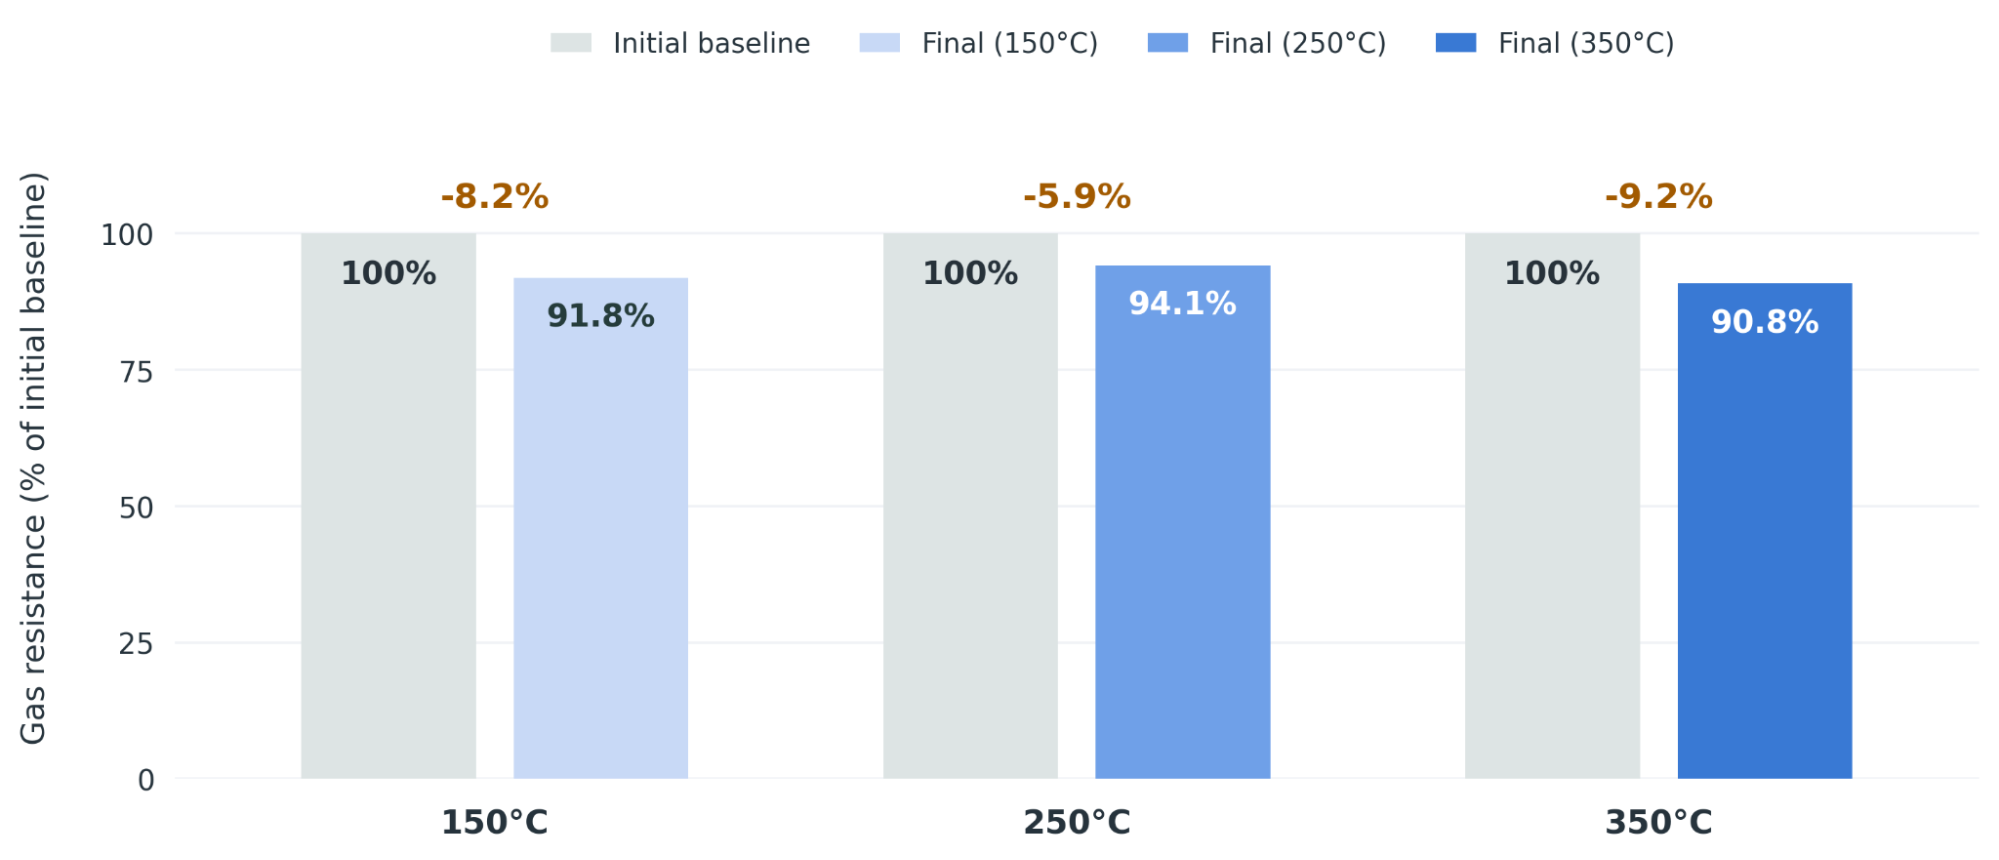 Initial baseline
Final (150°C)
Final (250°C)
Final (350°C)
Gas resistance (% of initial baseline)
-8.2%
-5.9%
-9.2%
100
75
50
25
0
100%
91.8%
100%
94.1%
100%
90.8%
150°C
250°C
350°C